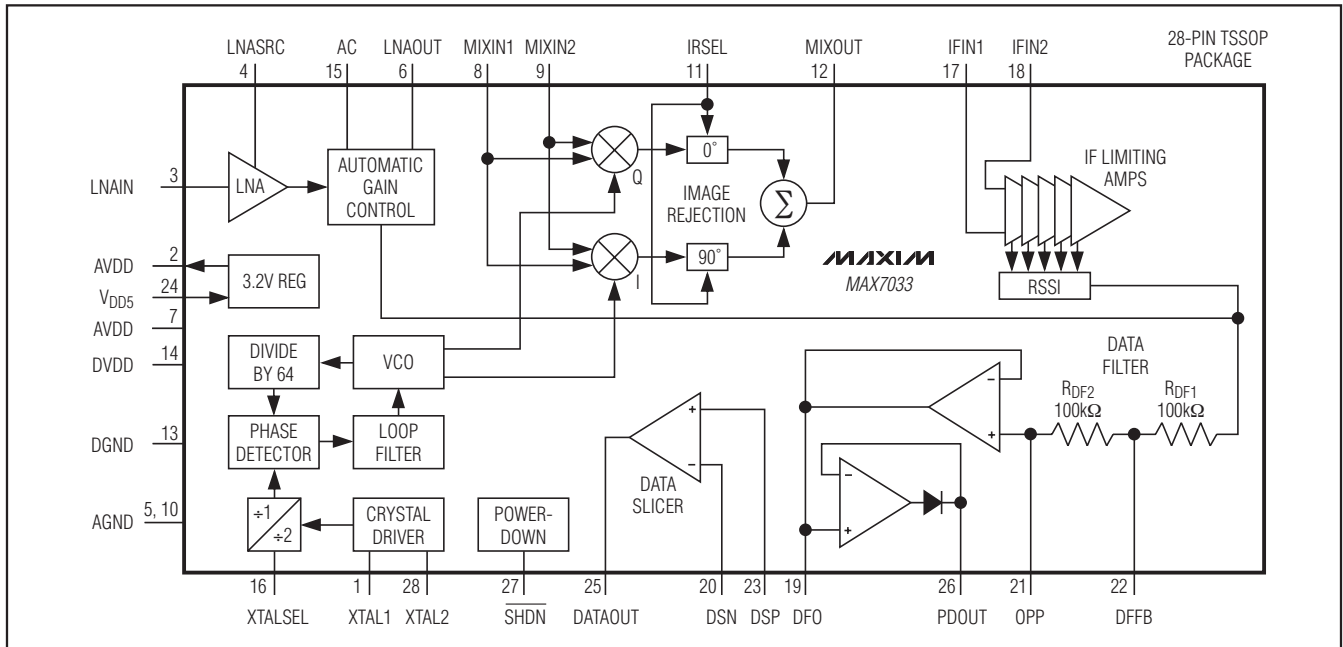 28-PIN TSSOP
PACKAGE
LNASRC
4
AC
15
LNAOUT
6
MIXIN1
8
MIXIN2
9
IRSEL
11
MIXOUT
12
IFIN1
17
IFIN2
18
LNAIN
3
LNA
AUTOMATIC
GAIN
CONTROL
Q
0°
IMAGE
REJECTION
Σ
I
90°
MAXIM
MAX7033
IF LIMITING
AMPS
RSSI
AVDD
2
3.2V REG
VDD5
24
AVDD
7
DVDD
14
DIVIDE
BY 64
VCO
DGND
13
PHASE
DETECTOR
LOOP
FILTER
AGND
5, 10
÷1
÷2
CRYSTAL
DRIVER
POWER-
DOWN
+
−
DATA
SLICER
−
+
−
+
DATA
FILTER
RDF2
100kΩ
RDF1
100kΩ
16
XTALSEL
1
XTAL1
28
XTAL2
27
SHDN
25
DATAOUT
20
DSN
23
DSP
19
DFO
26
PDOUT
21
OPP
22
DFFB